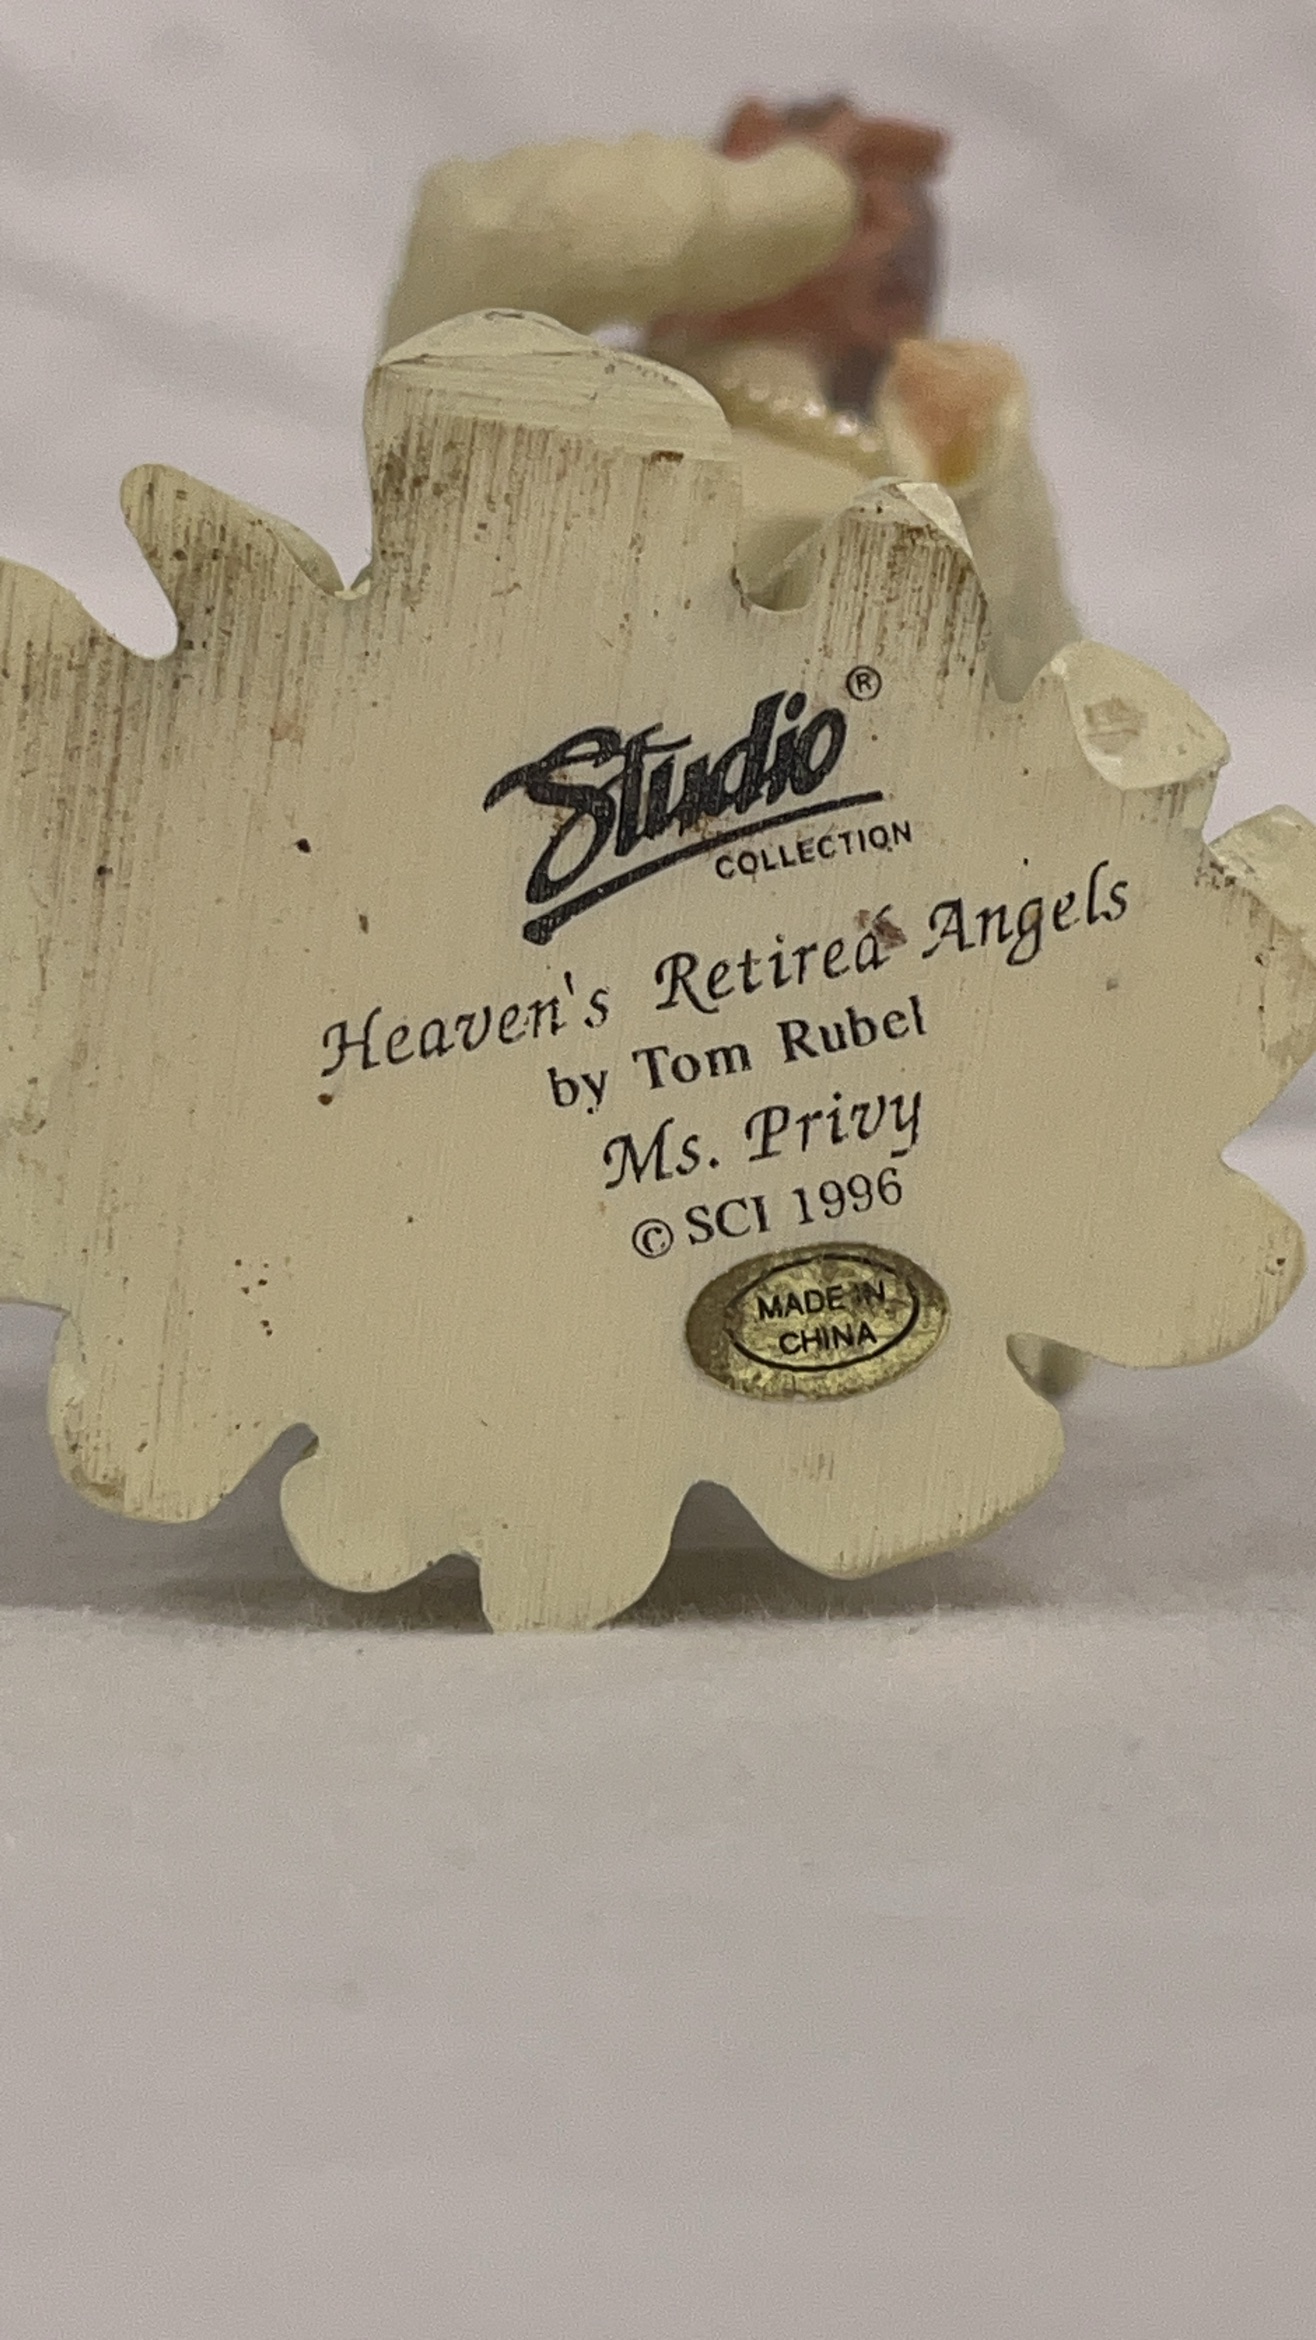 Studio®
COLLECTION
Heaven's Retired Angels
by Tom Rubel
Ms. Privy
© SCI 1996
MADE IN
CHINA